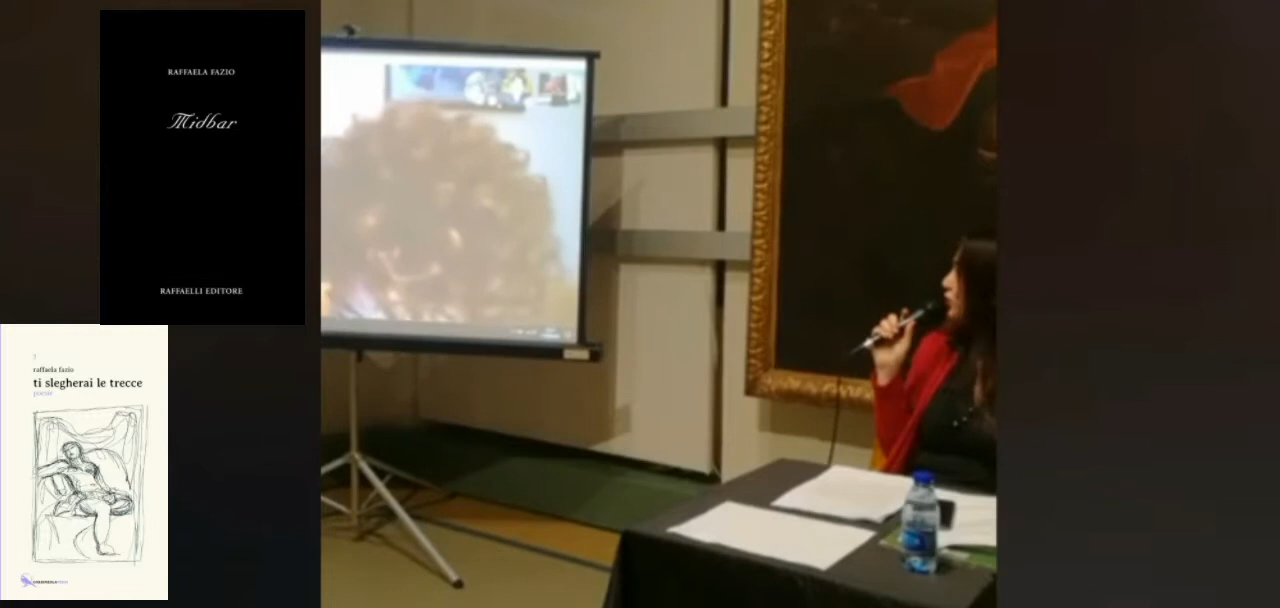 RAFFAELA FAZIO
Midbar
RAFFAELLI EDITORE
raffaela fazio
ti slegherai le trecce
poesie